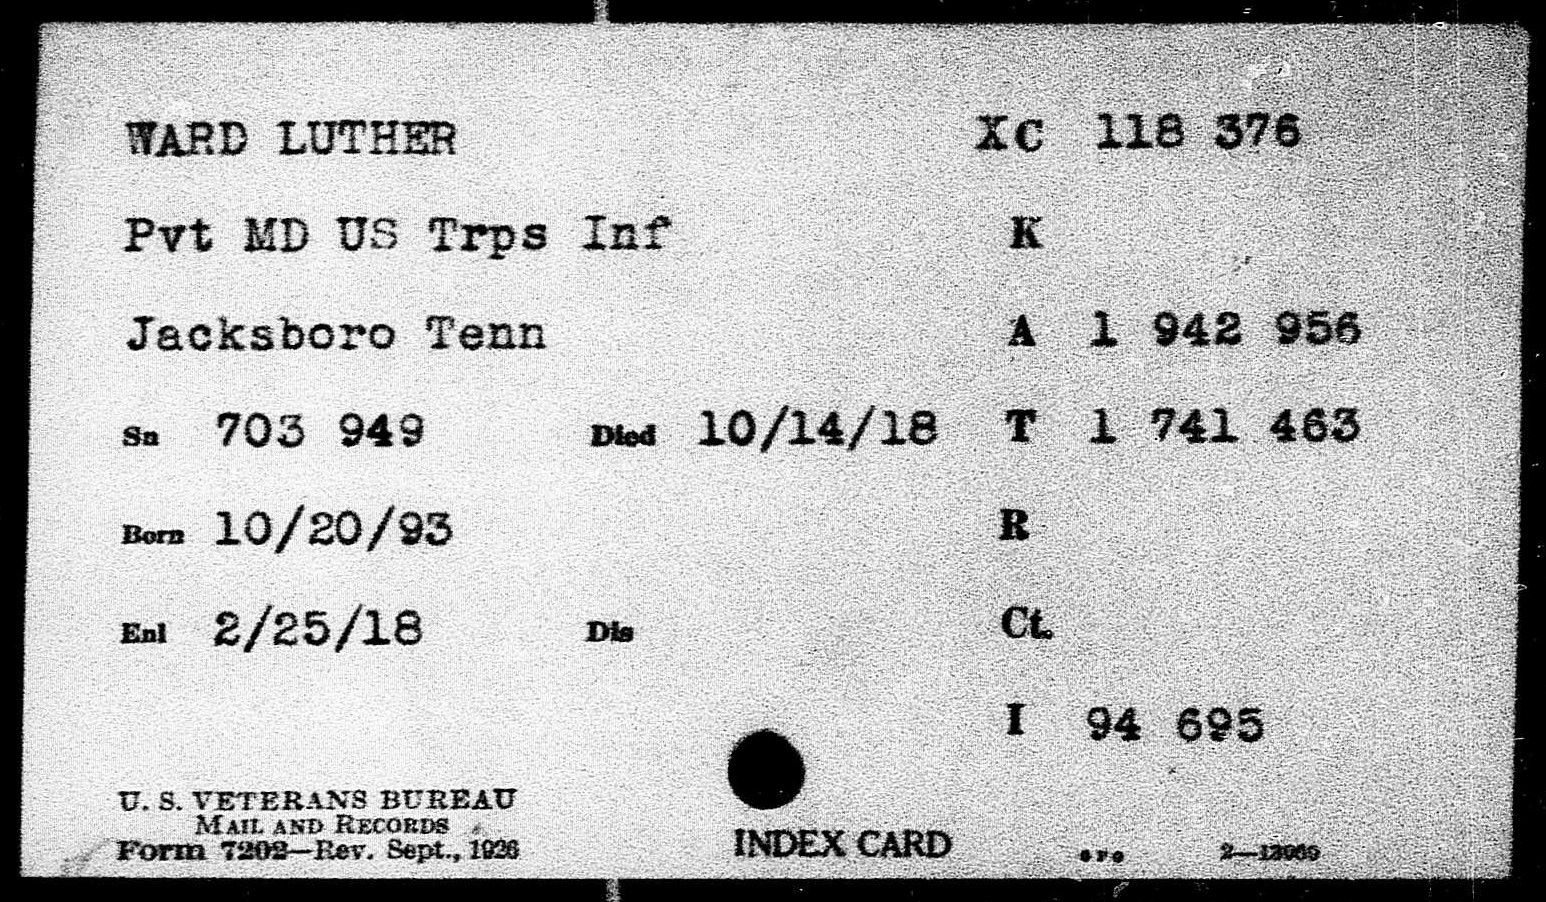 WARD LUTHER XC 118 376
Pvt MD US Trps Inf K
Jacksboro Tenn A 1 942 956
Sn 703 949 Died 10/14/18 T 1 741 463
Born 10/20/93 R
Enl 2/25/18 Dis Ct.
I 94 695
U. S. VETERANS BUREAU
MAIL AND RECORDS
Form 7202—Rev. Sept., 1926
INDEX CARD